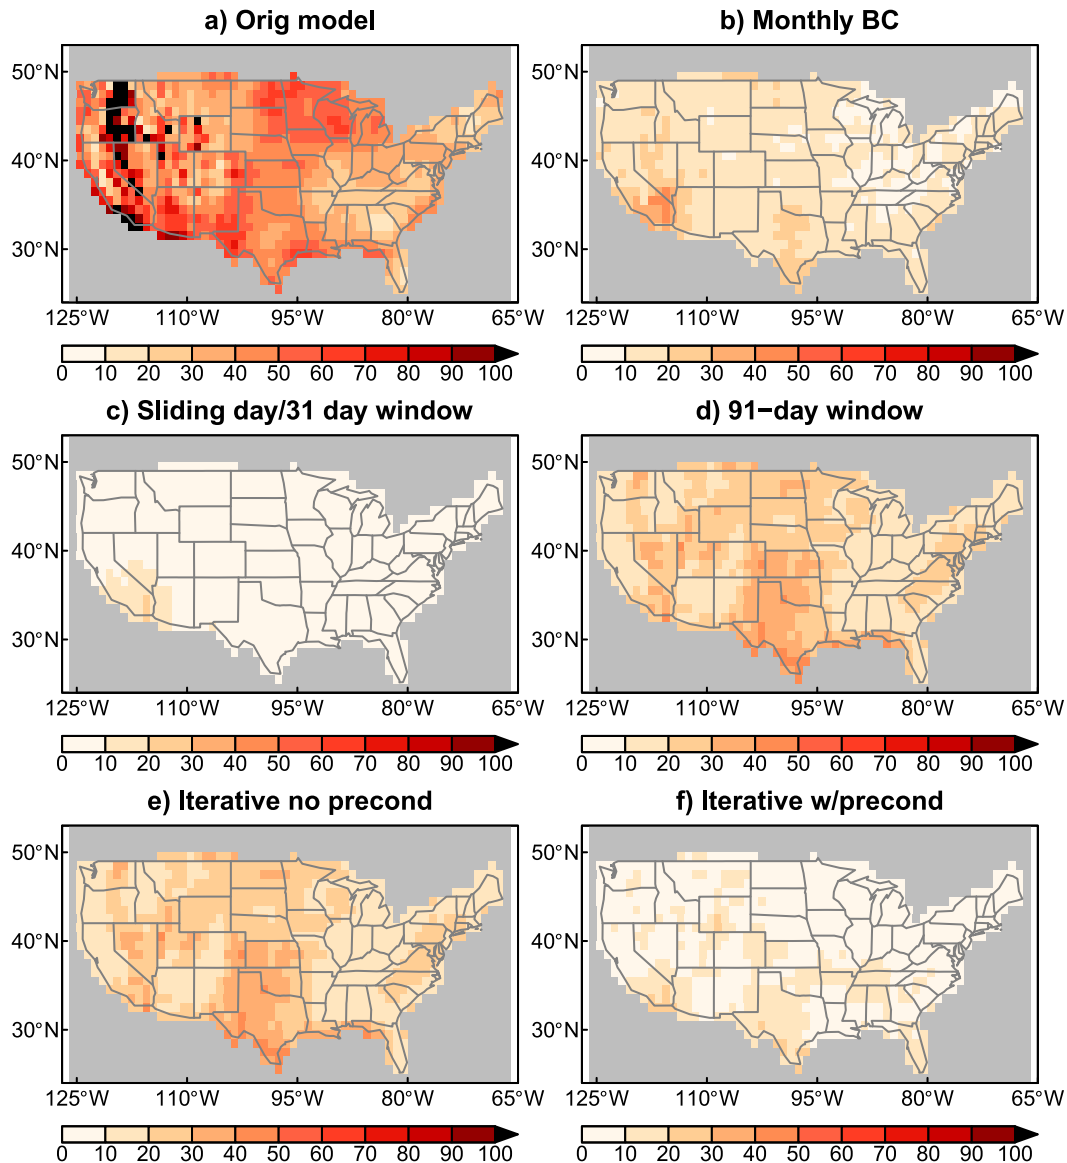 a) Orig model
b) Monthly BC
50°N
40°N
30°N
125°W 110°W 95°W 80°W 65°W
0 10 20 30 40 50 60 70 80 90 100
50°N
40°N
30°N
125°W 110°W 95°W 80°W 65°W
0 10 20 30 40 50 60 70 80 90 100
c) Sliding day/31 day window
d) 91−day window
50°N
40°N
30°N
125°W 110°W 95°W 80°W 65°W
0 10 20 30 40 50 60 70 80 90 100
50°N
40°N
30°N
125°W 110°W 95°W 80°W 65°W
0 10 20 30 40 50 60 70 80 90 100
e) Iterative no precond
f) Iterative w/precond
50°N
40°N
30°N
125°W 110°W 95°W 80°W 65°W
0 10 20 30 40 50 60 70 80 90 100
50°N
40°N
30°N
125°W 110°W 95°W 80°W 65°W
0 10 20 30 40 50 60 70 80 90 100